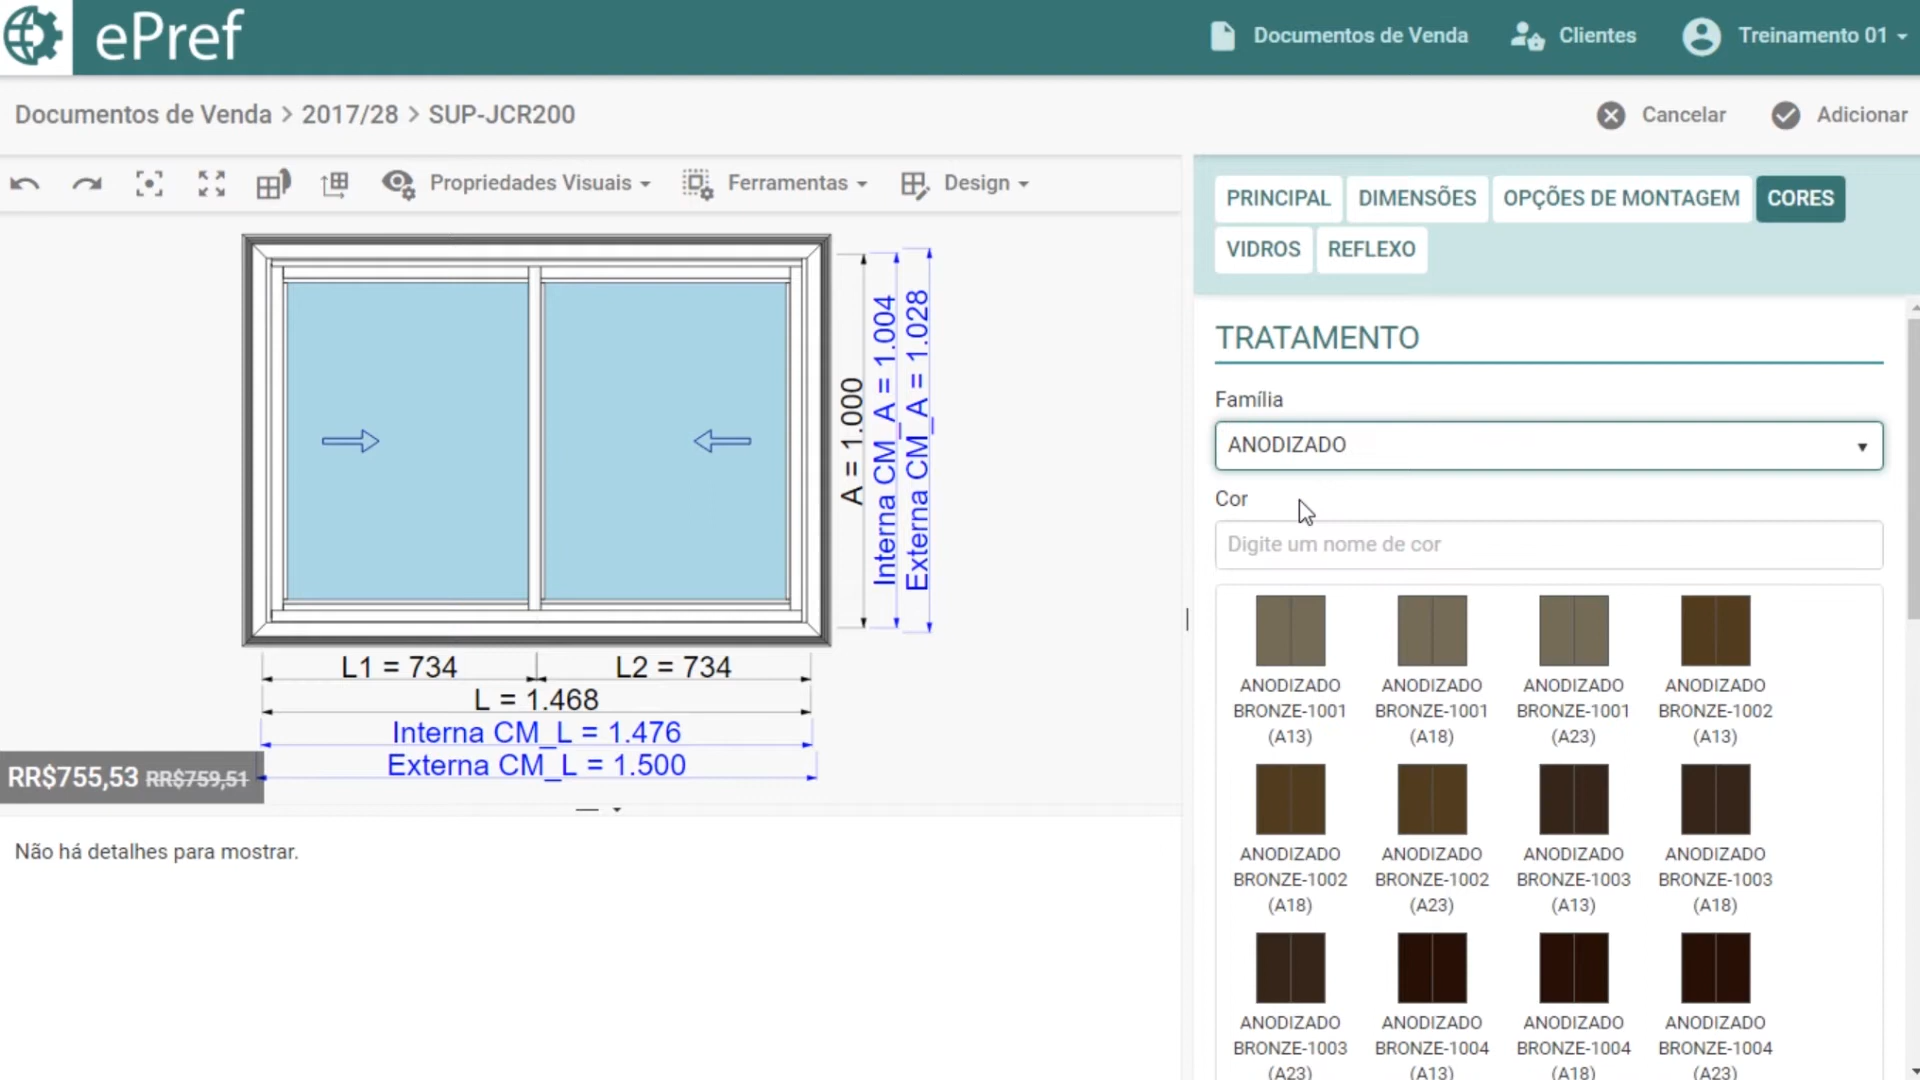 ePref
Documentos de Venda
Clientes
Treinamento 01
Documentos de Venda > 2017/28 > SUP-JCR200
Cancelar
Adicionar
Propriedades Visuais
Ferramentas
Design
PRINCIPAL
DIMENSÕES
OPÇÕES DE MONTAGEM
CORES
VIDROS
REFLEXO
A = 1.000
Interna CM_A = 1.004
Externa CM_A = 1.028
L1 = 734
L2 = 734
L = 1.468
Interna CM_L = 1.476
Externa CM_L = 1.500
RR$755,53 RR$759,51
Não há detalhes para mostrar.
TRATAMENTO
Família
ANODIZADO
Cor
Digite um nome de cor
ANODIZADO
BRONZE-1001
(A13)
ANODIZADO
BRONZE-1001
(A18)
ANODIZADO
BRONZE-1001
(A23)
ANODIZADO
BRONZE-1002
(A13)
ANODIZADO
BRONZE-1002
(A18)
ANODIZADO
BRONZE-1002
(A23)
ANODIZADO
BRONZE-1003
(A13)
ANODIZADO
BRONZE-1003
(A18)
ANODIZADO
BRONZE-1003
(A23)
ANODIZADO
BRONZE-1004
(A13)
ANODIZADO
BRONZE-1004
(A18)
ANODIZADO
BRONZE-1004
(A23)